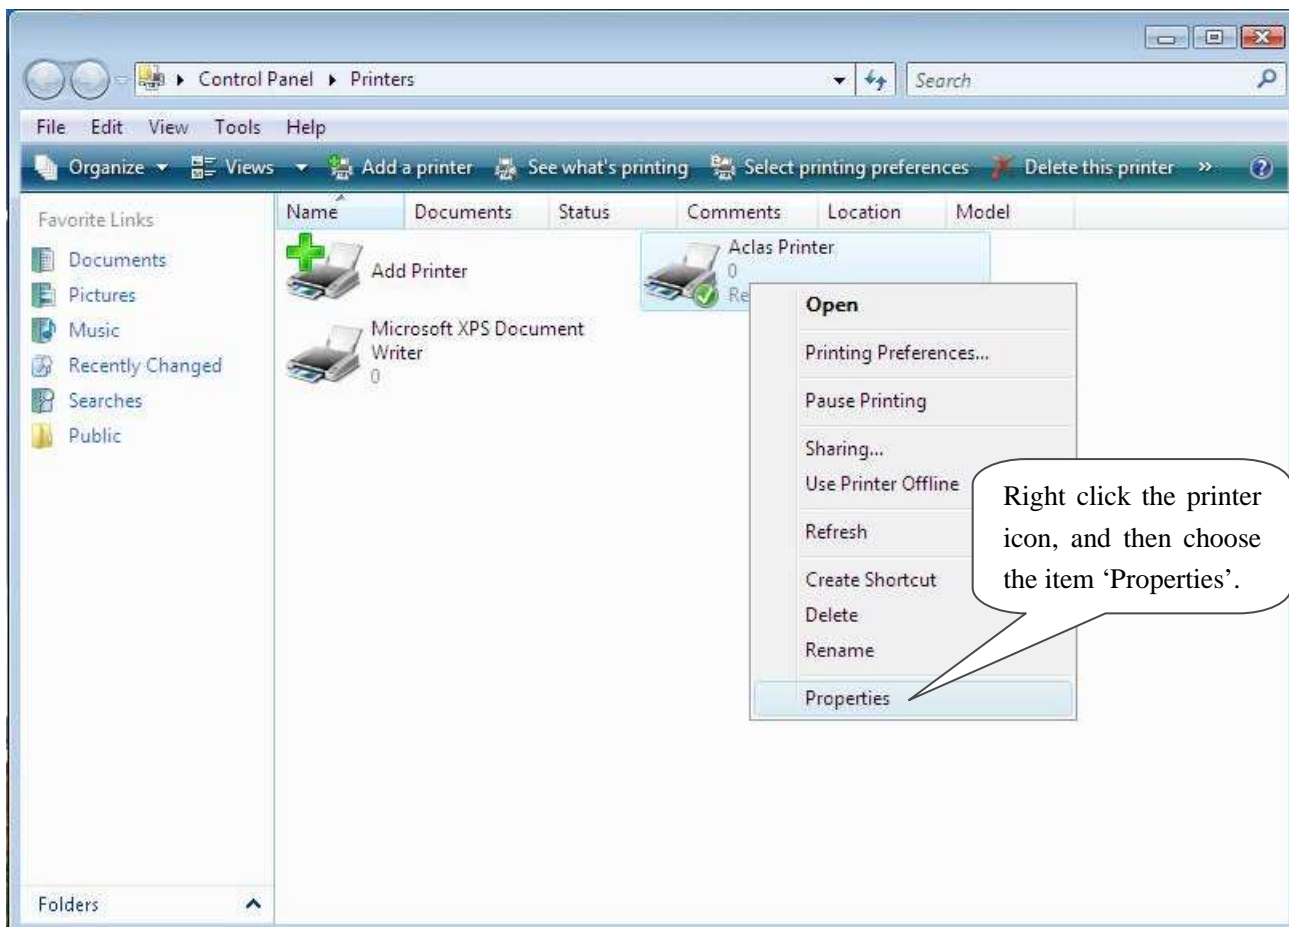 Control Panel Printers
Search
File Edit View Tools Help
Organize Views Add a printer See what's printing Select printing preferences Delete this printer »
Favorite Links
Documents
Pictures
Music
Recently Changed
Searches
Public
Folders
Name Documents Status Comments Location Model
Add Printer
Microsoft XPS Document
Writer
0
Aclas Printer
0
Re
Open
Printing Preferences...
Pause Printing
Sharing...
Use Printer Offline
Refresh
Create Shortcut
Delete
Rename
Properties
Right click the printer
icon, and then choose
the item ‘Properties’.